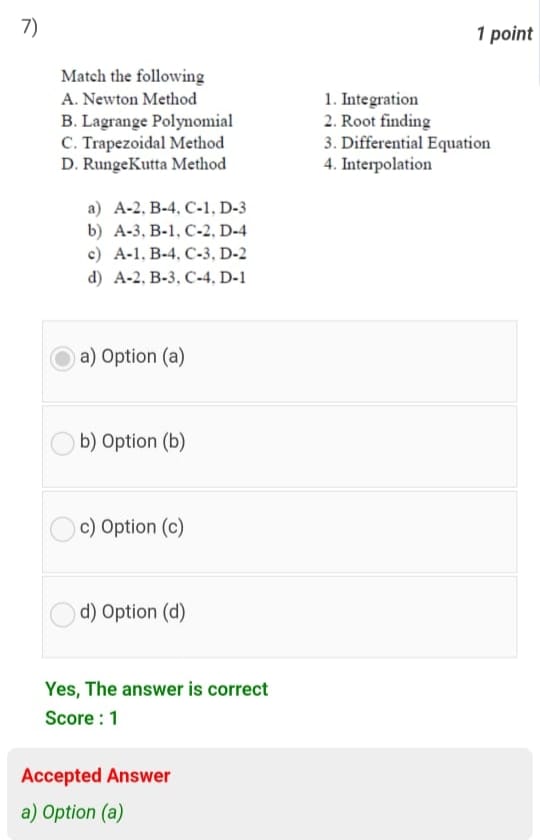 7)
1 point
Match the following
A. Newton Method
1. Integration
B. Lagrange Polynomial
2. Root finding
C. Trapezoidal Method
3. Differential Equation
D. RungeKutta Method
4. Interpolation
a) A-2, B-4, C-1, D-3
b) A-3, B-1, C-2, D-4
c) A-1, B-4, C-3, D-2
d) A-2, B-3, C-4, D-1
a) Option (a)
b) Option (b)
c) Option (c)
d) Option (d)
Yes, The answer is correct
Score : 1
Accepted Answer
a) Option (a)